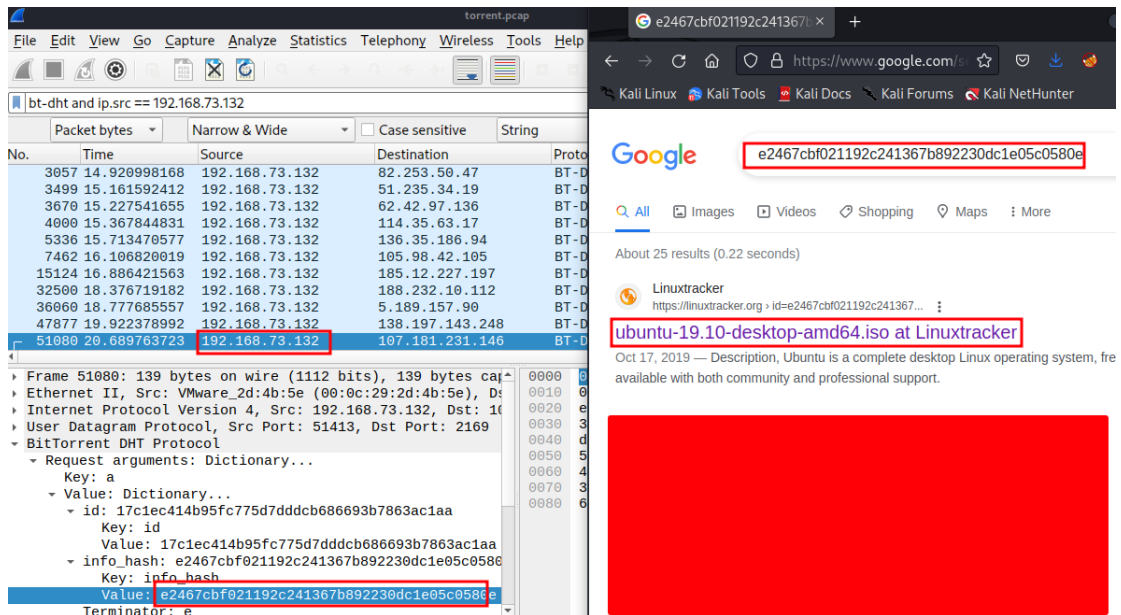 torrent.pcap
File Edit View Go Capture Analyze Statistics Telephony Wireless Tools Help
bt-dht and ip.src == 192.168.73.132
Packet bytes Narrow & Wide Case sensitive String
No. Time Source Destination Proto
3057 14.920998168 192.168.73.132 82.253.50.47 BT-D
3499 15.161592412 192.168.73.132 51.235.34.19 BT-D
3670 15.227541655 192.168.73.132 62.42.97.136 BT-D
4000 15.367844831 192.168.73.132 114.35.63.17 BT-D
5336 15.713470577 192.168.73.132 136.35.186.94 BT-D
7462 16.106820019 192.168.73.132 105.98.42.105 BT-D
15124 16.886421563 192.168.73.132 185.12.227.197 BT-D
32500 18.376719182 192.168.73.132 188.232.10.112 BT-D
36060 18.777685557 192.168.73.132 5.189.157.90 BT-D
47877 19.922378992 192.168.73.132 138.197.143.248 BT-D
51080 20.689763723 192.168.73.132 107.181.231.146 BT-D
Frame 51080: 139 bytes on wire (1112 bits), 139 bytes cap
Ethernet II, Src: VMware_2d:4b:5e (00:0c:29:2d:4b:5e), Ds
Internet Protocol Version 4, Src: 192.168.73.132, Dst: 10
User Datagram Protocol, Src Port: 51413, Dst Port: 2169
BitTorrent DHT Protocol
Request arguments: Dictionary...
Key: a
Value: Dictionary...
id: 17c1ec414b95fc775d7dddcb686693b7863ac1aa
Key: id
Value: 17c1ec414b95fc775d7dddcb686693b7863ac1aa
info_hash: e2467cbf021192c241367b892230dc1e05c0580
Key: info_hash
Value: e2467cbf021192c241367b892230dc1e05c0580e
Terminator: e
0000
0010 0
0020 e
0030 3
0040 d
0050 5
0060 4
0070 3
0080 6
e2467cbf021192c241367b
https://www.google.com/s
Kali Linux Kali Tools Kali Docs Kali Forums Kali NetHunter
Google e2467cbf021192c241367b892230dc1e05c0580e
All Images Videos Shopping Maps More
About 25 results (0.22 seconds)
Linuxtracker
https://linuxtracker.org › id=e2467cbf021192c241367...
ubuntu-19.10-desktop-amd64.iso at Linuxtracker
Oct 17, 2019 — Description, Ubuntu is a complete desktop Linux operating system, fre
available with both community and professional support.